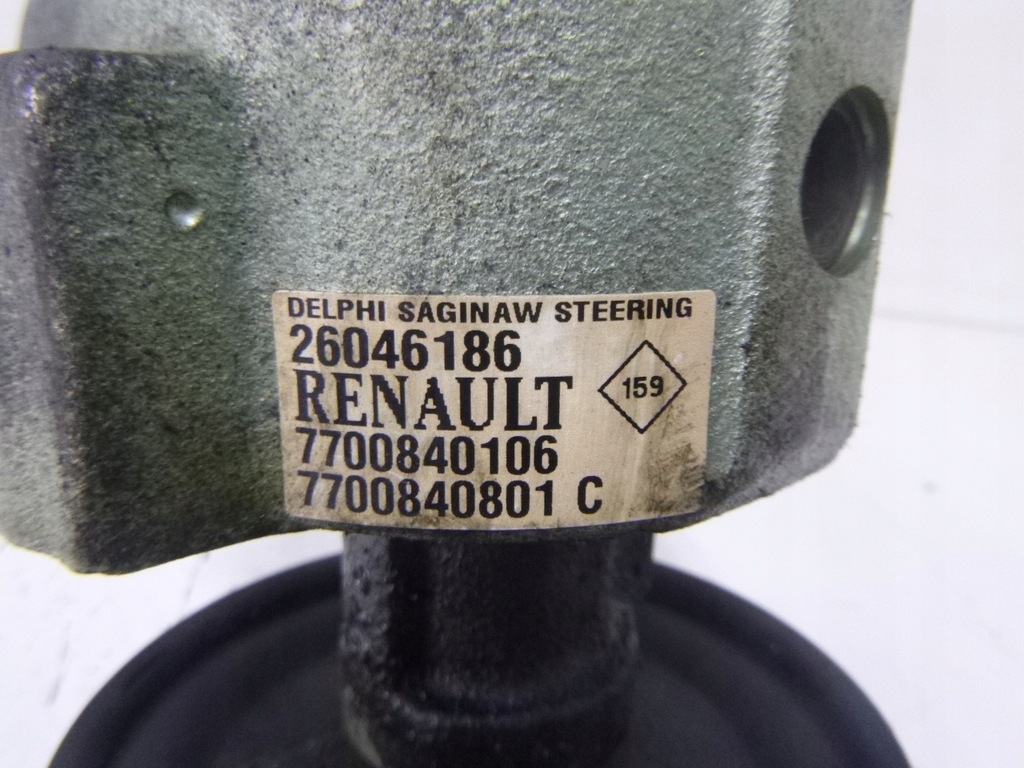 DELPHI SAGINAW STEERING
26046186
RENAULT
159
7700840106
7700840801 C